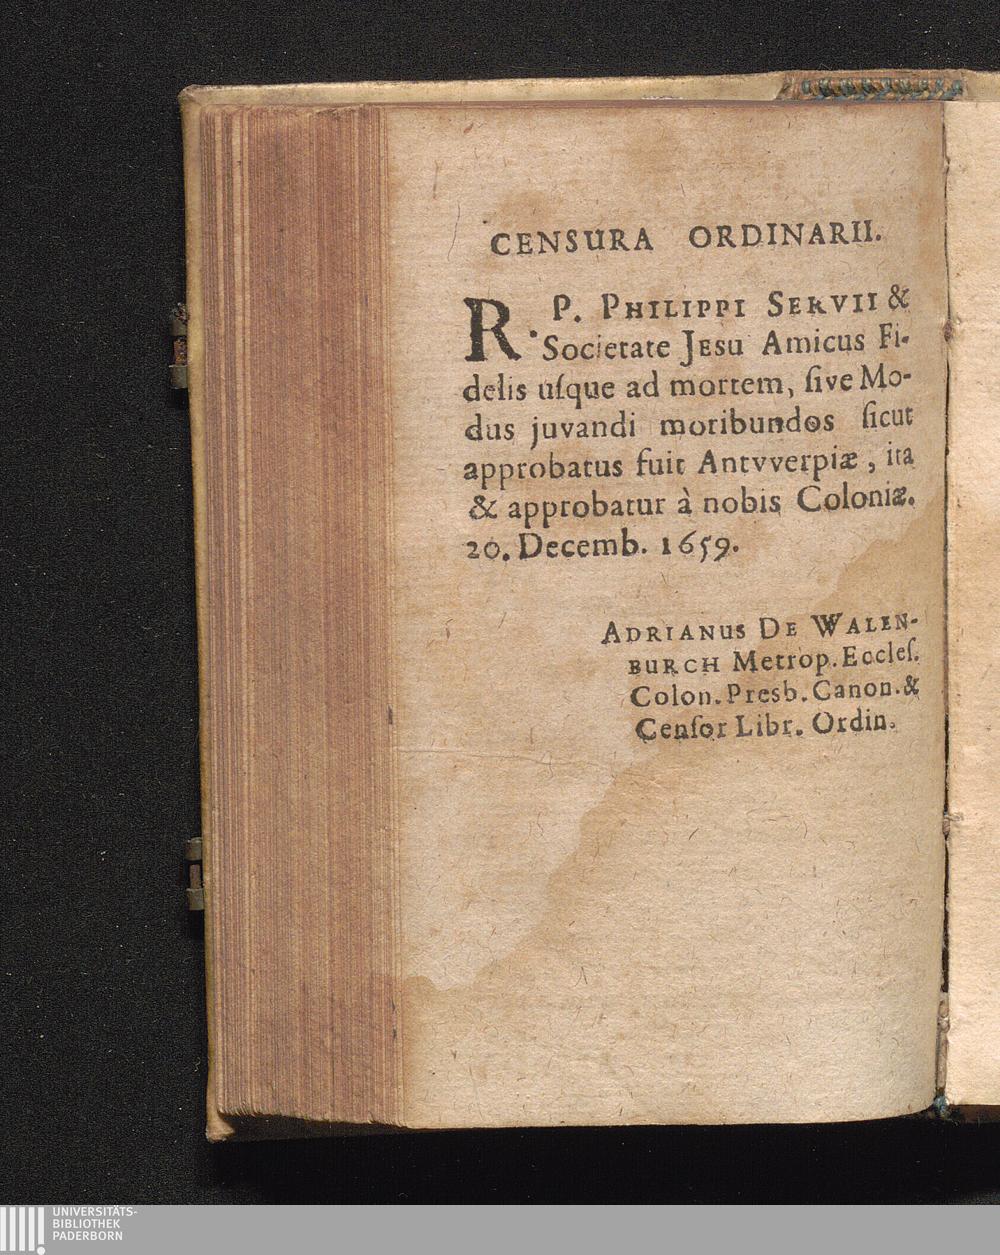 CENSURA ORDINARII.
R. P. PHILIPPI SERVII &
Societate JESU Amicus Fi-
delis uſque ad mortem, ſive Mo-
dus juvandi moribundos ſicut
approbatus fuit Antvverpiæ, ita
& approbatur à nobis Coloniæ.
20. Decemb. 1659.
ADRIANUS DE WALEN-
BURCH Metrop. Eccleſ.
Colon. Presb. Canon. &
Cenſor Libr. Ordin.
UNIVERSITÄTS-
BIBLIOTHEK
PADERBORN